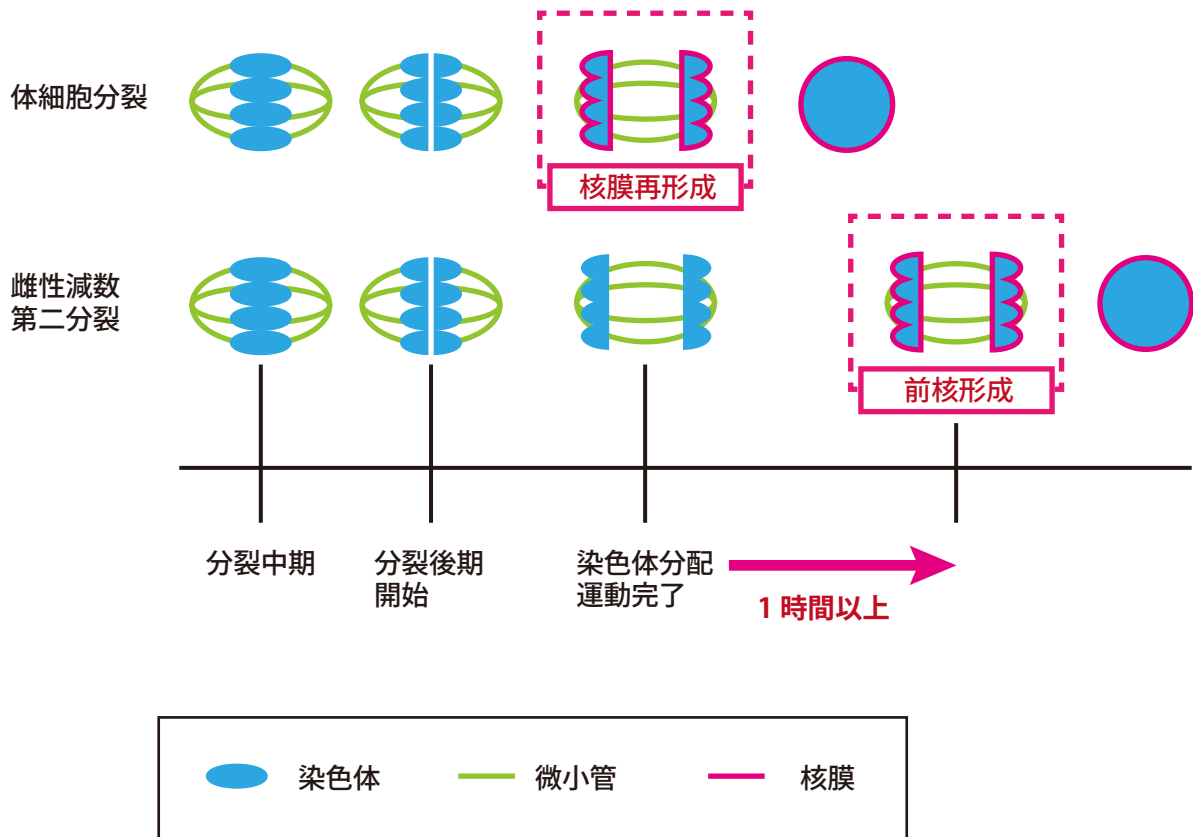 体細胞分裂
核膜再形成
雌性減数
第二分裂
前核形成
分裂中期
分裂後期
開始
染色体分配
運動完了
1 時間以上
染色体
微小管
核膜